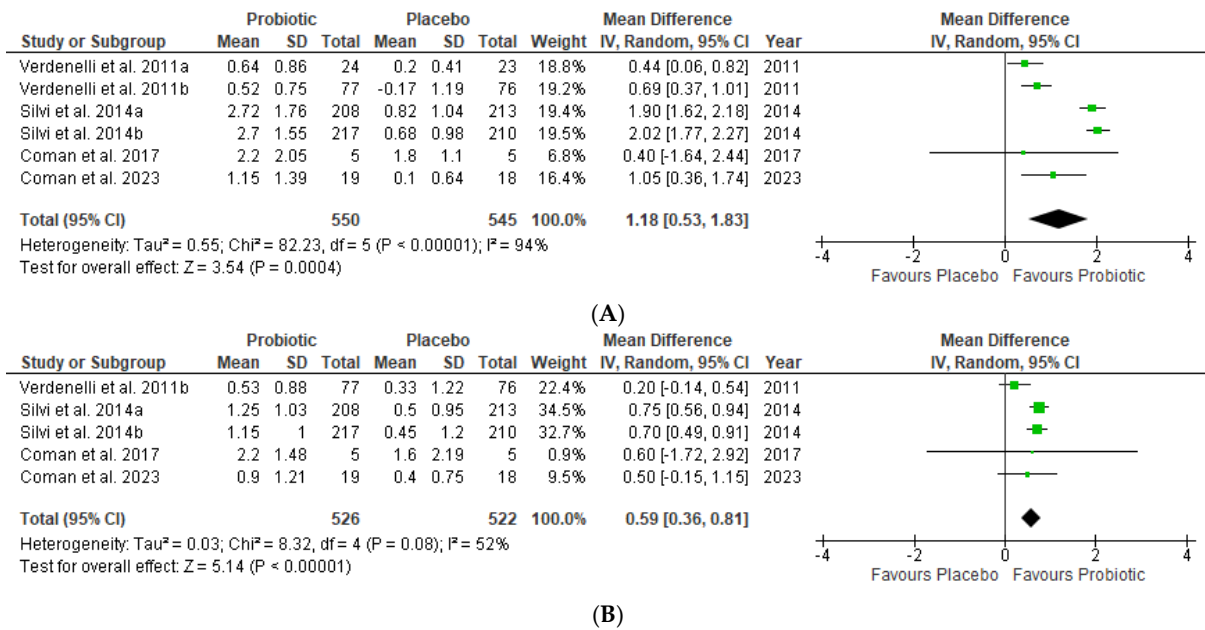 Probiotic Placebo Mean Difference Mean Difference
Study or Subgroup Mean SD Total Mean SD Total Weight IV, Random, 95% CI Year IV, Random, 95% CI
Verdenelli et al. 2011a 0.64 0.86 24 0.2 0.41 23 18.8% 0.44 [0.06, 0.82] 2011
Verdenelli et al. 2011b 0.52 0.75 77 -0.17 1.19 76 19.2% 0.69 [0.37, 1.01] 2011
Silvi et al. 2014a 2.72 1.76 208 0.82 1.04 213 19.4% 1.90 [1.62, 2.18] 2014
Silvi et al. 2014b 2.7 1.55 217 0.68 0.98 210 19.5% 2.02 [1.77, 2.27] 2014
Coman et al. 2017 2.2 2.05 5 1.8 1.1 5 6.8% 0.40 [-1.64, 2.44] 2017
Coman et al. 2023 1.15 1.39 19 0.1 0.64 18 16.4% 1.05 [0.36, 1.74] 2023
Total (95% CI) 550 545 100.0% 1.18 [0.53, 1.83]
Heterogeneity: Tau² = 0.55; Chi² = 82.23, df = 5 (P < 0.00001); I² = 94%
Test for overall effect: Z = 3.54 (P = 0.0004)
-4 -2 0 2 4
Favours Placebo Favours Probiotic
(A)
Probiotic Placebo Mean Difference Mean Difference
Study or Subgroup Mean SD Total Mean SD Total Weight IV, Random, 95% CI Year IV, Random, 95% CI
Verdenelli et al. 2011b 0.53 0.88 77 0.33 1.22 76 22.4% 0.20 [-0.14, 0.54] 2011
Silvi et al. 2014a 1.25 1.03 208 0.5 0.95 213 34.5% 0.75 [0.56, 0.94] 2014
Silvi et al. 2014b 1.15 1 217 0.45 1.2 210 32.7% 0.70 [0.49, 0.91] 2014
Coman et al. 2017 2.2 1.48 5 1.6 2.19 5 0.9% 0.60 [-1.72, 2.92] 2017
Coman et al. 2023 0.9 1.21 19 0.4 0.75 18 9.5% 0.50 [-0.15, 1.15] 2023
Total (95% CI) 526 522 100.0% 0.59 [0.36, 0.81]
Heterogeneity: Tau² = 0.03; Chi² = 8.32, df = 4 (P = 0.08); I² = 52%
Test for overall effect: Z = 5.14 (P < 0.00001)
-4 -2 0 2 4
Favours Placebo Favours Probiotic
(B)